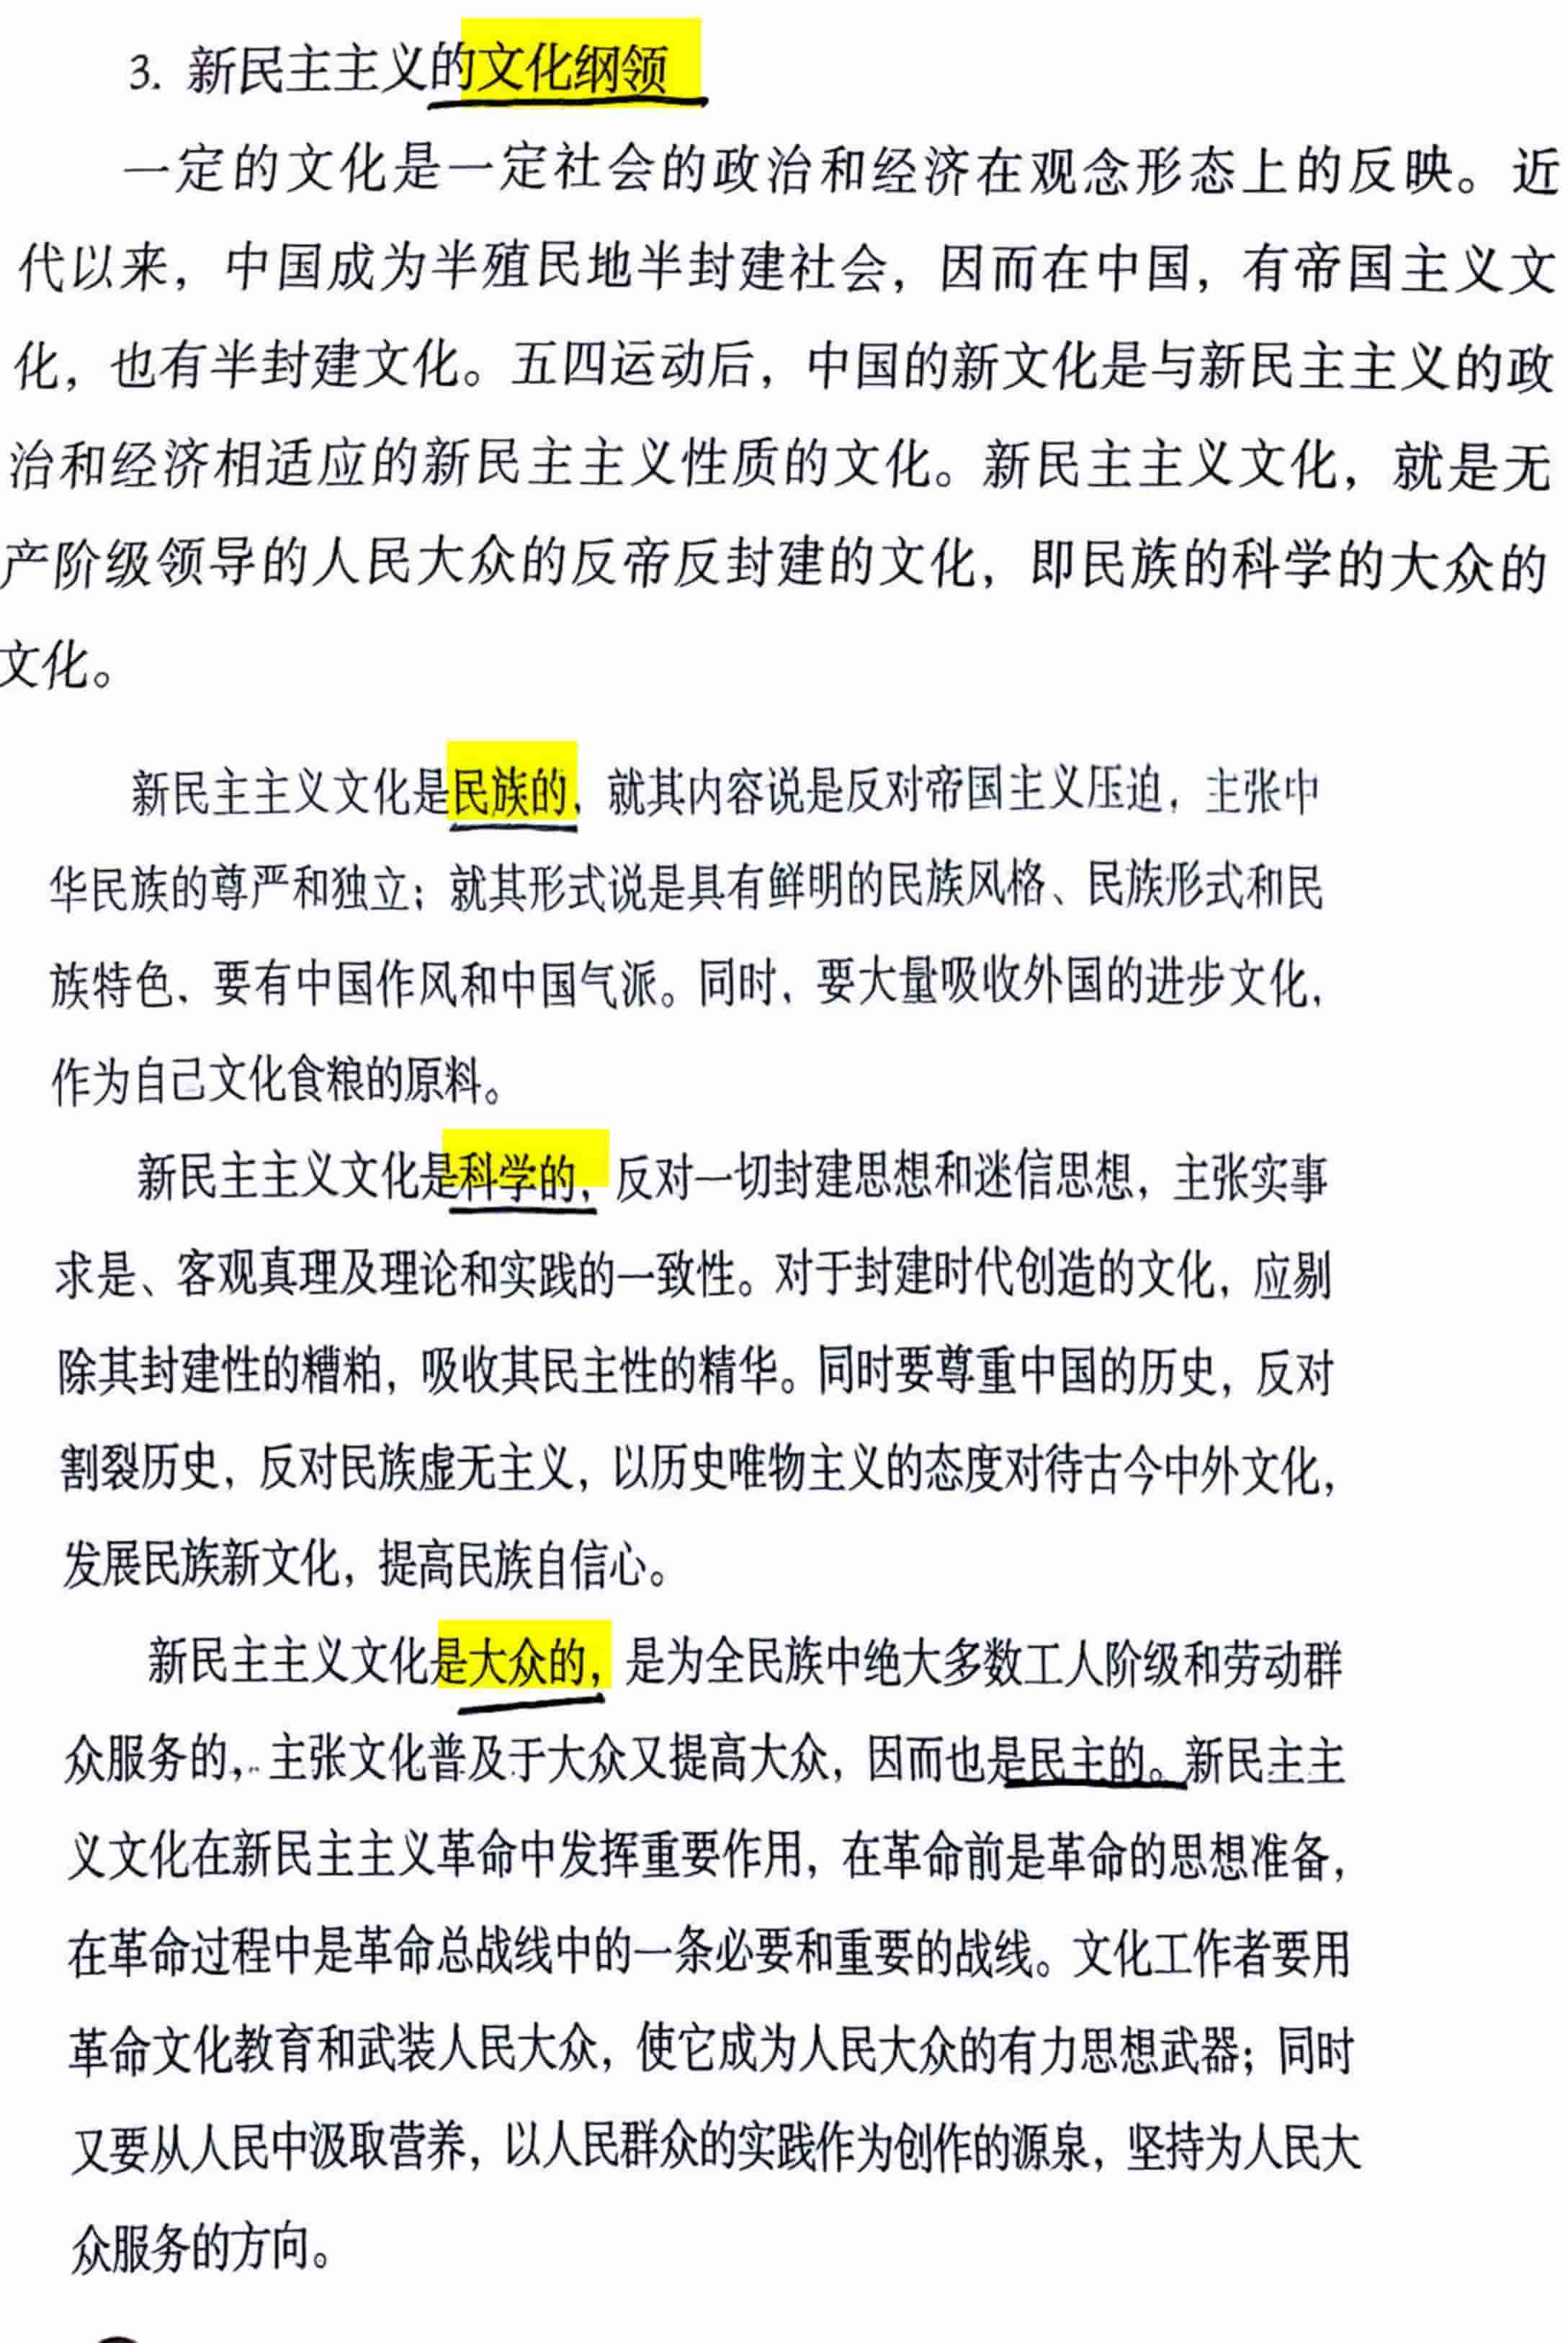 3. 新民主主义的文化纲领
一定的文化是一定社会的政治和经济在观念形态上的反映。近
代以来，中国成为半殖民地半封建社会，因而在中国，有帝国主义文
化，也有半封建文化。五四运动后，中国的新文化是与新民主主义的政
治和经济相适应的新民主主义性质的文化。新民主主义文化，就是无
产阶级领导的人民大众的反帝反封建的文化，即民族的科学的大众的
文化。
新民主主义文化是民族的，就其内容说是反对帝国主义压迫，主张中
华民族的尊严和独立；就其形式说是具有鲜明的民族风格、民族形式和民
族特色、要有中国作风和中国气派。同时、要大量吸收外国的进步文化，
作为自己文化食粮的原料。
新民主主义文化是科学的，反对一切封建思想和迷信思想，主张实事
求是、客观真理及理论和实践的一致性。对于封建时代创造的文化，应剔
除其封建性的糟粕，吸收其民主性的精华。同时要尊重中国的历史，反对
割裂历史，反对民族虚无主义，以历史唯物主义的态度对待古今中外文化，
发展民族新文化，提高民族自信心。
新民主主义文化是大众的，是为全民族中绝大多数工人阶级和劳动群
众服务的，主张文化普及于大众又提高大众，因而也是民主的。新民主主
义文化在新民主主义革命中发挥重要作用，在革命前是革命的思想准备，
在革命过程中是革命总战线中的一条必要和重要的战线。文化工作者要用
革命文化教育和武装人民大众，使它成为人民大众的有力思想武器；同时
又要从人民中汲取营养，以人民群众的实践作为创作的源泉，坚持为人民大
众服务的方向。